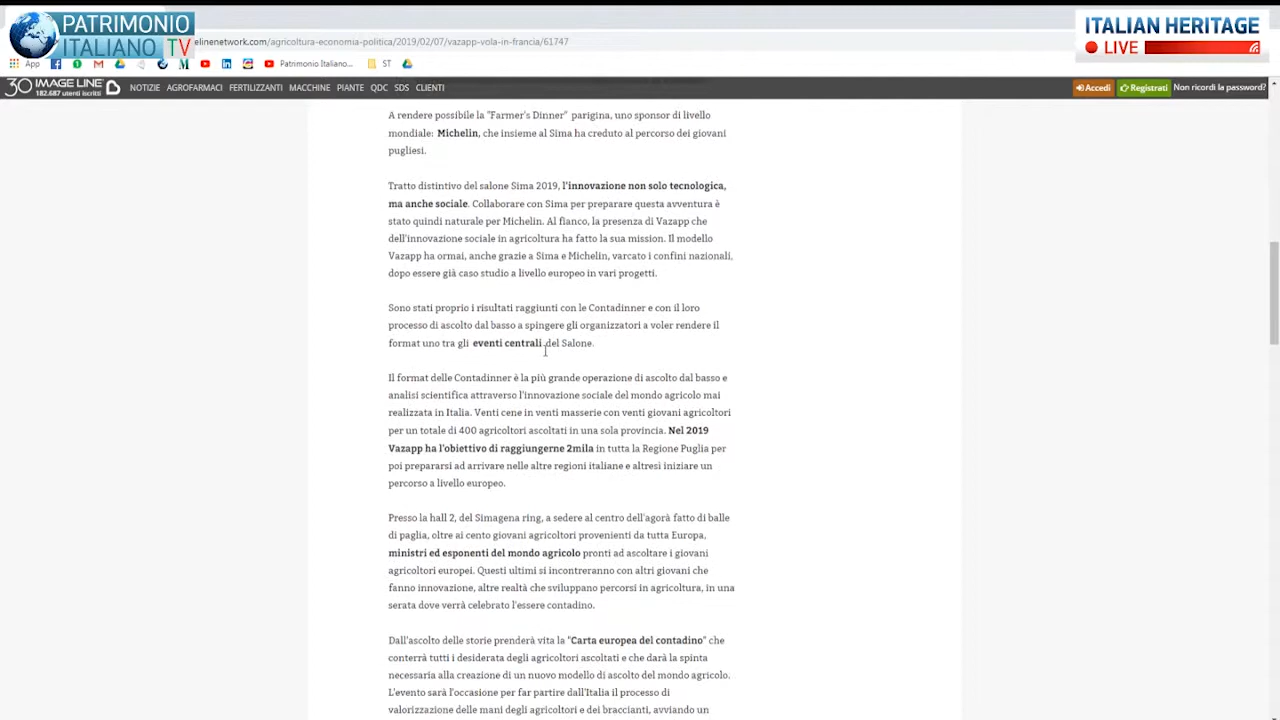 PATRIMONIO
ITALIANO TV
ITALIAN HERITAGE
LIVE
elinenetwork.com/agricoltura-economia-politica/2019/02/07/vazapp-vola-in-francia/61747
App
Patrimonio Italiano...
ST
30 IMAGE LINE
182.687 utenti iscritti
NOTIZIE AGROFARMACI FERTILIZZANTI MACCHINE PIANTE QDC SDS CLIENTI
Accedi Registrati Non ricordi la password?
A rendere possibile la "Farmer's Dinner" parigina, uno sponsor di livello
mondiale: Michelin, che insieme al Sima ha creduto al percorso dei giovani
pugliesi.
Tratto distintivo del salone Sima 2019, l'innovazione non solo tecnologica,
ma anche sociale. Collaborare con Sima per preparare questa avventura è
stato quindi naturale per Michelin. Al fianco, la presenza di Vazapp che
dell'innovazione sociale in agricoltura ha fatto la sua mission. Il modello
Vazapp ha ormai, anche grazie a Sima e Michelin, varcato i confini nazionali,
dopo essere già caso studio a livello europeo in vari progetti.
Sono stati proprio i risultati raggiunti con le Contadinner e con il loro
processo di ascolto dal basso a spingere gli organizzatori a voler rendere il
format uno tra gli eventi centrali del Salone.
Il format delle Contadinner è la più grande operazione di ascolto dal basso e
analisi scientifica attraverso l'innovazione sociale del mondo agricolo mai
realizzata in Italia. Venti cene in venti masserie con venti giovani agricoltori
per un totale di 400 agricoltori ascoltati in una sola provincia. Nel 2019
Vazapp ha l'obiettivo di raggiungerne 2mila in tutta la Regione Puglia per
poi prepararsi ad arrivare nelle altre regioni italiane e altresì iniziare un
percorso a livello europeo.
Presso la hall 2, del Simagena ring, a sedere al centro dell'agorà fatto di balle
di paglia, oltre ai cento giovani agricoltori provenienti da tutta Europa,
ministri ed esponenti del mondo agricolo pronti ad ascoltare i giovani
agricoltori europei. Questi ultimi si incontreranno con altri giovani che
fanno innovazione, altre realtà che sviluppano percorsi in agricoltura, in una
serata dove verrà celebrato l'essere contadino.
Dall'ascolto delle storie prenderà vita la "Carta europea del contadino" che
conterrà tutti i desiderata degli agricoltori ascoltati e che darà la spinta
necessaria alla creazione di un nuovo modello di ascolto del mondo agricolo.
L'evento sarà l'occasione per far partire dall'Italia il processo di
valorizzazione delle mani degli agricoltori e dei braccianti, avviando un